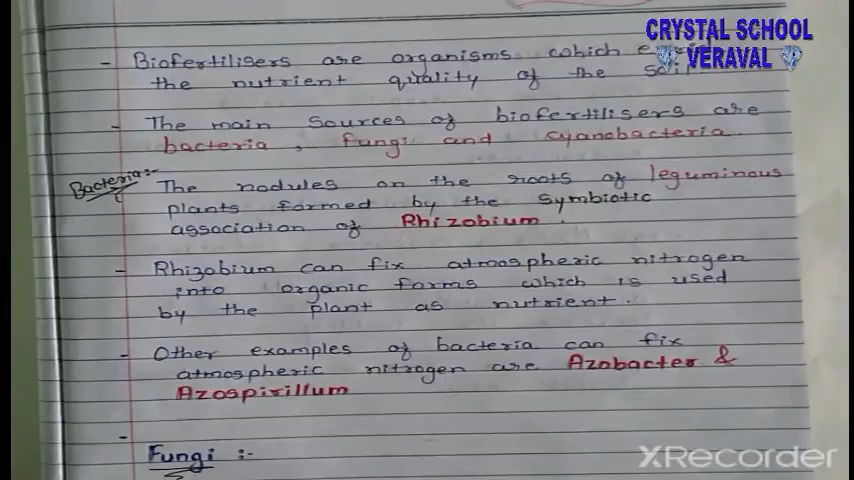 CRYSTAL SCHOOL
VERAVAL
- Biofertilisers are organisms which
the nutrient quality of the soil
- The main sources of biofertilisers are
bacteria, fungi and cyanobacteria.
Bacteria:- The nodules on the roots of leguminous
plants formed by the symbiotic
association of Rhizobium.
- Rhizobium can fix atmospheric nitrogen
into organic forms which is used
by the plant as nutrient.
- Other examples of bacteria can fix
atmospheric nitrogen are Azobacter &
Azospirillum
-
Fungi :-
XRecorder